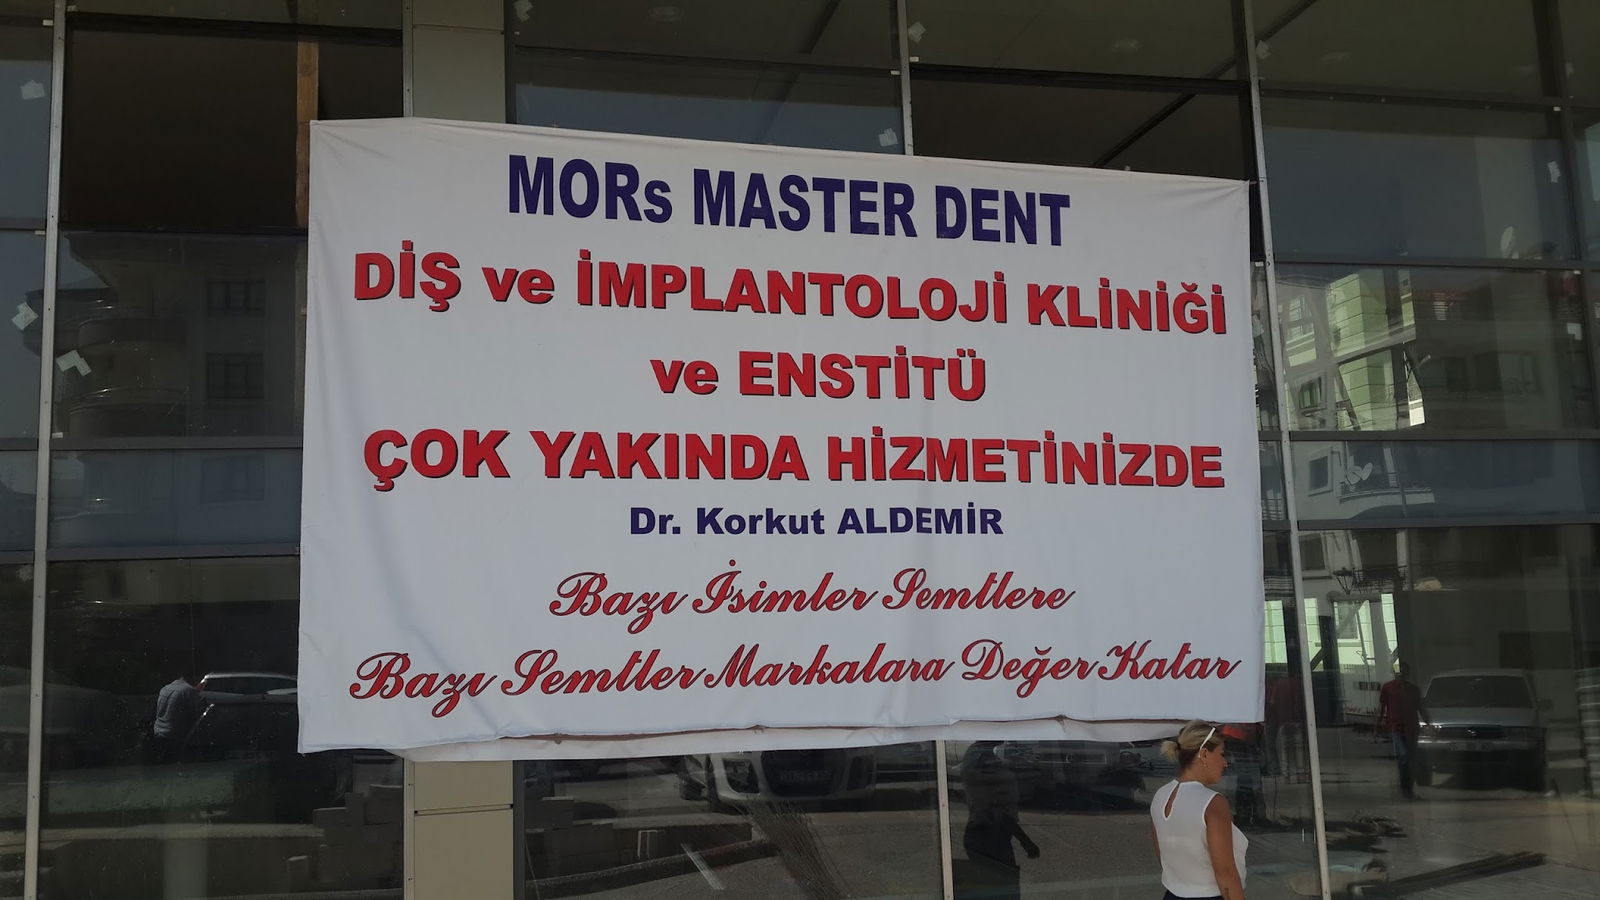 MORs MASTER DENT
DİŞ ve İMPLANTOLOJİ KLİNİĞİ
ve ENSTİTÜ
ÇOK YAKINDA HİZMETİNİZDE
Dr. Korkut ALDEMİR
Bazı İsimler Semtlere
Bazı Semtler Markalara Değer Katar